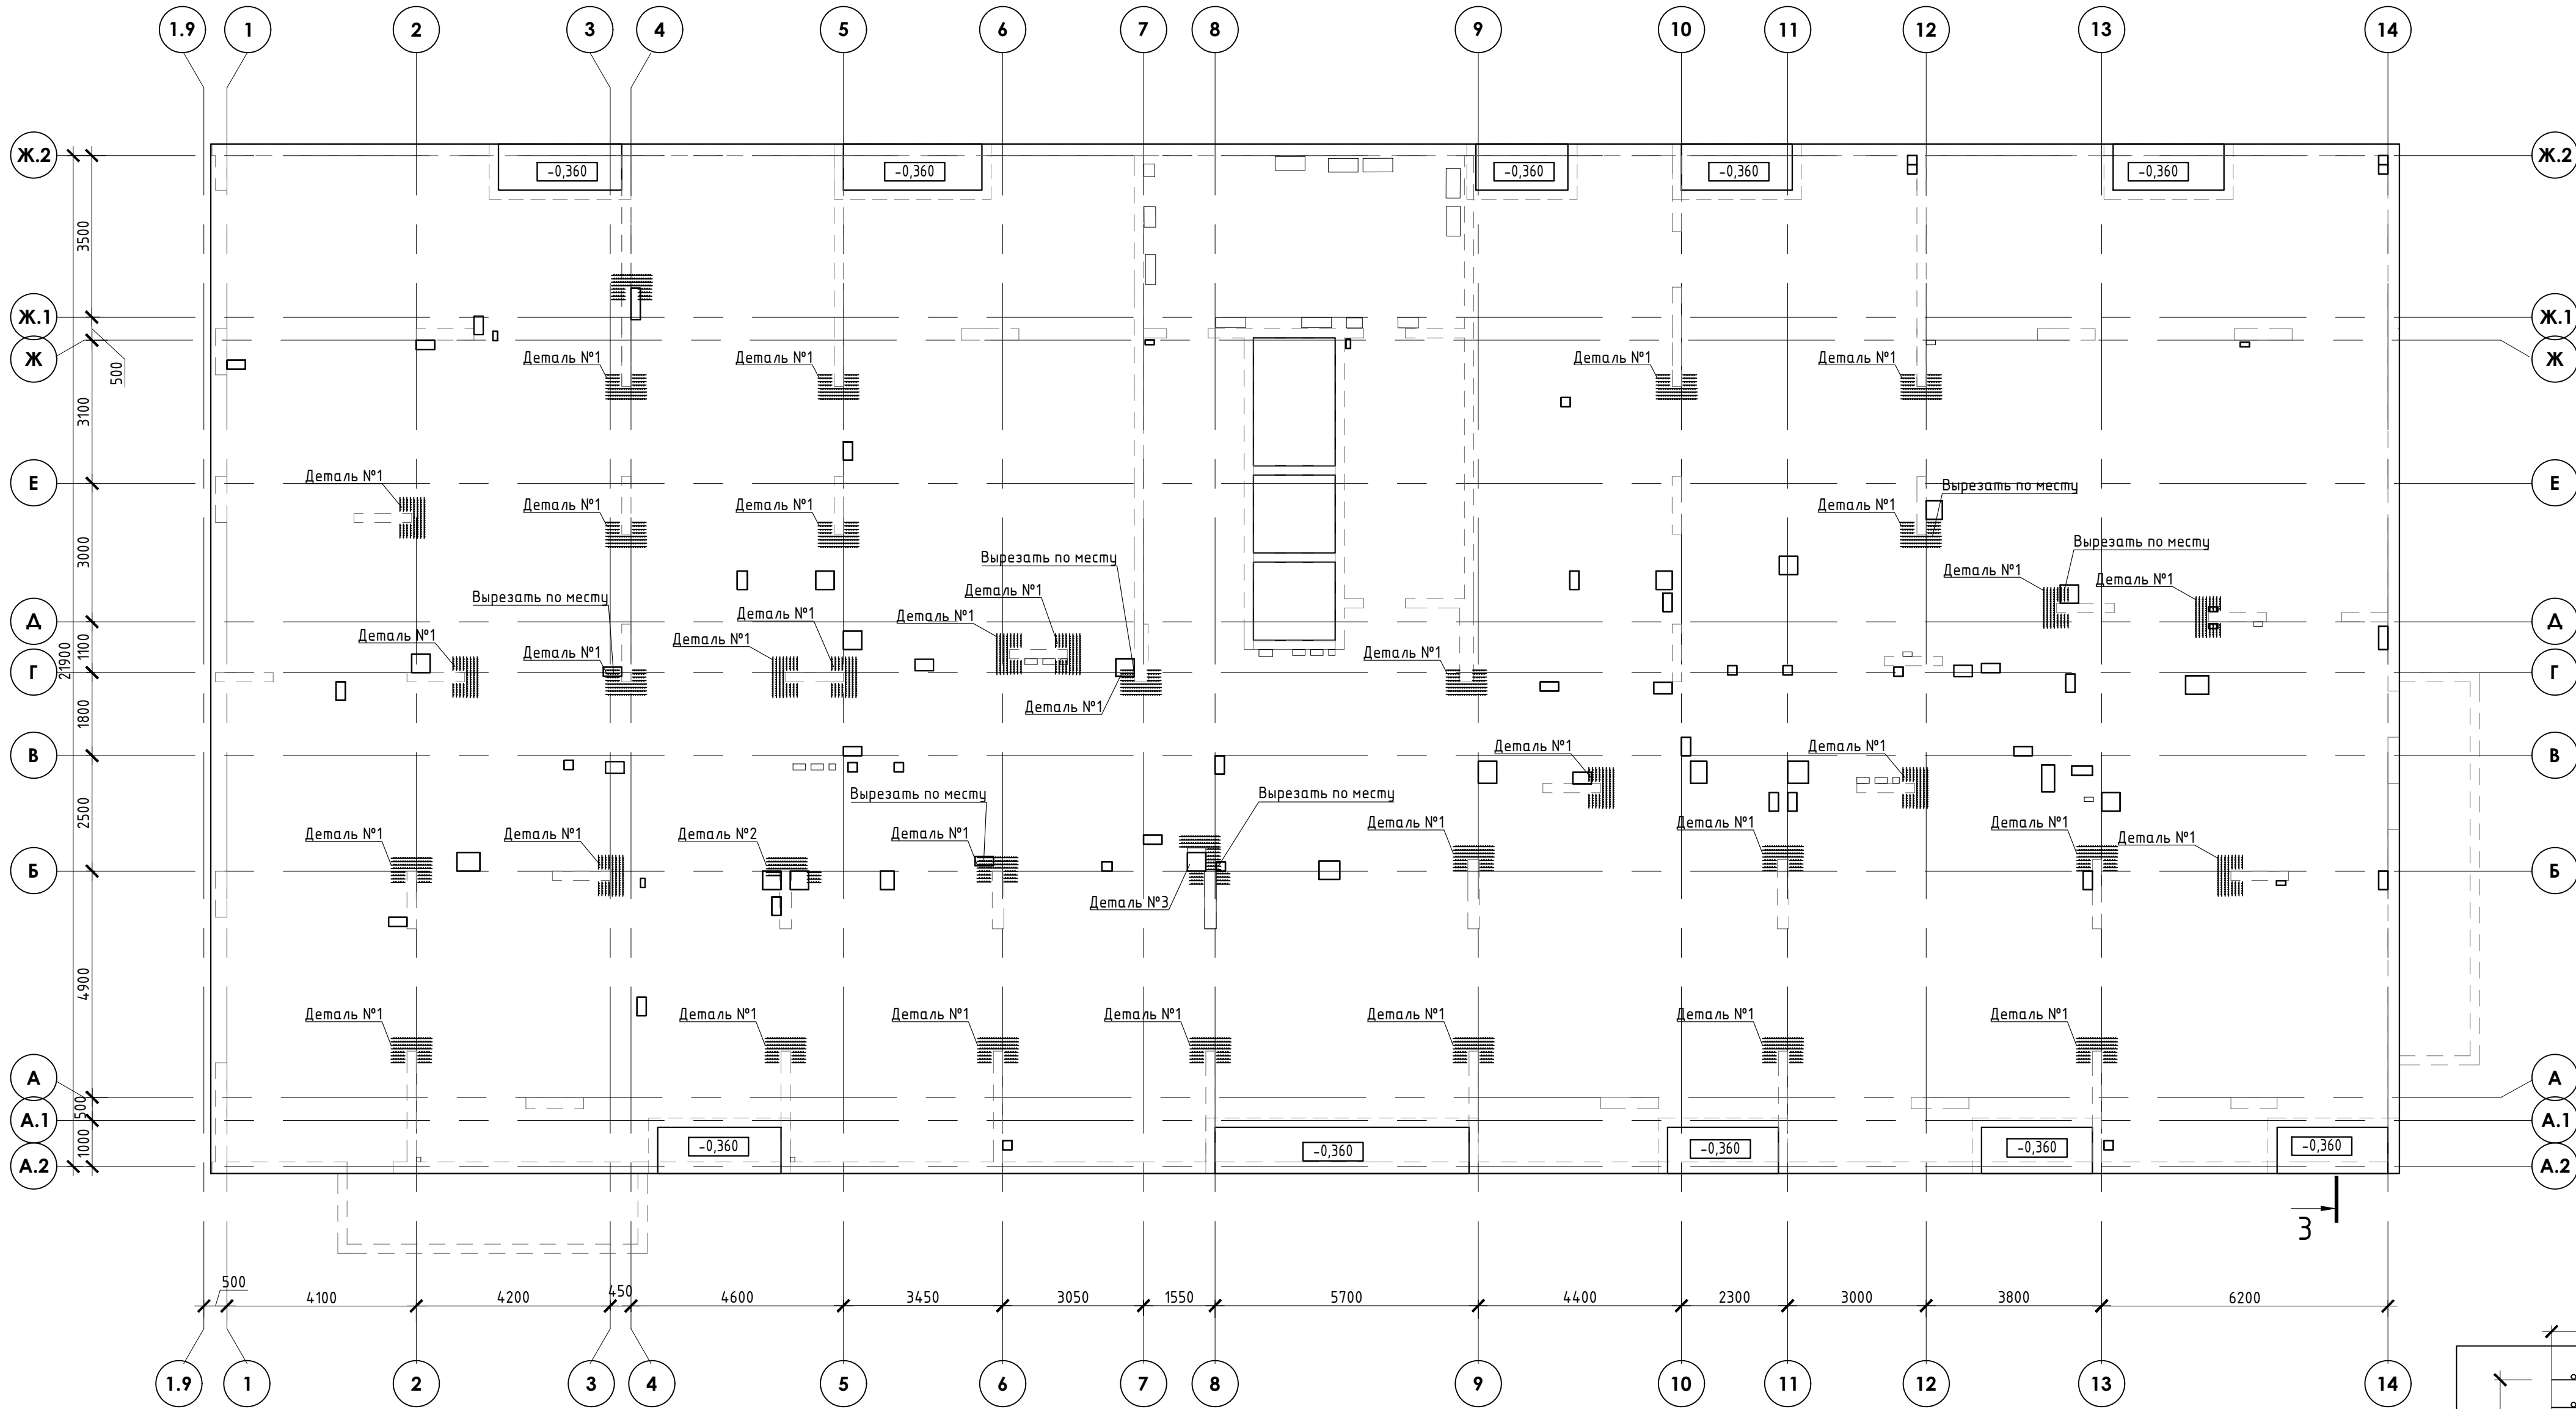 1.9 1 2 3 4 5 6 7 8 9 10 11 12 13 14
Ж.2 Ж.2
-0,360 -0,360 -0,360 -0,360 -0,360
3500
Ж.1 Ж.1
Ж Ж
500
Деталь №1 Деталь №1 Деталь №1 Деталь №1
3100
Е Е
Деталь №1
Вырезать по месту
Деталь №1 Деталь №1 Деталь №1
3000
Вырезать по месту
Вырезать по месту
Деталь №1 Деталь №1
Деталь №1
Вырезать по месту
Деталь №1 Деталь №1
Д Д
Деталь №1 Деталь №1
1100
21900
Деталь №1 Деталь №1
Г Г
Деталь №1
1800
Деталь №1 Деталь №1
В В
Вырезать по месту Вырезать по месту
2500
Деталь №1 Деталь №1 Деталь №1
Деталь №1 Деталь №1 Деталь №2 Деталь №1 Деталь №1
Б Б
Деталь №3
4900
Деталь №1 Деталь №1 Деталь №1 Деталь №1 Деталь №1 Деталь №1 Деталь №1
А А
500
А.1 А.1
1000
-0,360 -0,360 -0,360 -0,360 -0,360
А.2 А.2
3
500 4100 4200 450 4600 3450 3050 1550 5700 4400 2300 3000 3800 6200
1.9 1 2 3 4 5 6 7 8 9 10 11 12 13 14